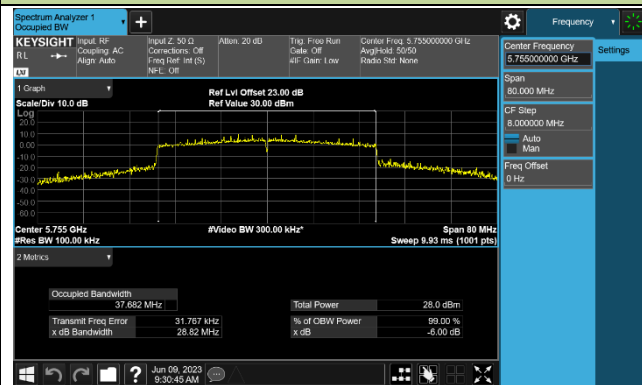 Spectrum Analyzer 1
Occupied BW
Frequency
KEYSIGHT
Input: RF
Coupling: AC
Align: Auto
RL
LXI
Input Z: 50 Ω
Corrections: Off
Freq Ref: Int (S)
NFE: Off
Atten: 20 dB
Trig: Free Run
Gate: Off
#IF Gain: Low
Center Freq: 5.755000000 GHz
Avg|Hold: 50/50
Radio Std: None
Center Frequency
5.755000000 GHz
Settings
Span
80.000 MHz
CF Step
8.000000 MHz
Auto
Man
Freq Offset
0 Hz
1 Graph
Scale/Div 10.0 dB
Ref Lvl Offset 23.00 dB
Ref Value 30.00 dBm
Log
20.0
10.0
0.00
-10.0
-20.0
-30.0
-40.0
-50.0
-60.0
Center 5.755 GHz
#Video BW 300.00 kHz*
Span 80 MHz
#Res BW 100.00 kHz
Sweep 9.93 ms (1001 pts)
2 Metrics
Occupied Bandwidth
37.682 MHz
Total Power 28.0 dBm
Transmit Freq Error 31.767 kHz
% of OBW Power 99.00 %
x dB Bandwidth 28.82 MHz
x dB -6.00 dB
?
Jun 09, 2023
9:30:45 AM